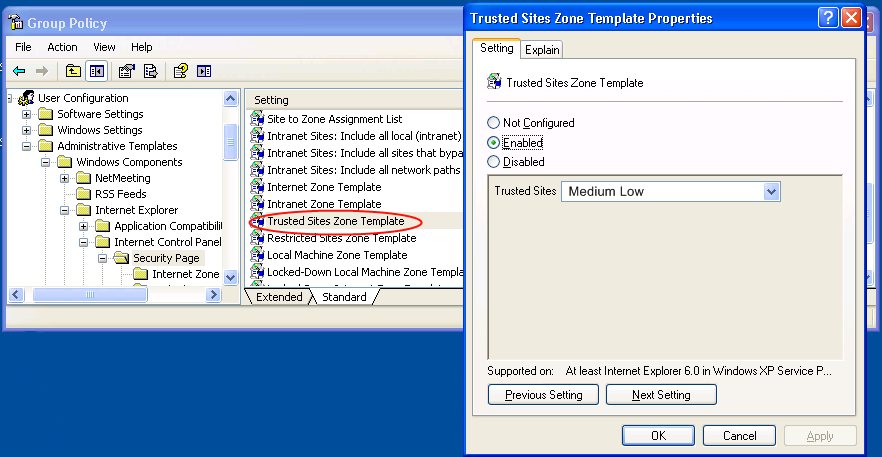 Group Policy
File Action View Help
User Configuration
Software Settings
Windows Settings
Administrative Templates
Windows Components
NetMeeting
RSS Feeds
Internet Explorer
Application Compatibil
Internet Control Panel
Security Page
Internet Zone
Setting
Site to Zone Assignment List
Intranet Sites: Include all local (intranet)
Intranet Sites: Include all sites that bypa
Intranet Sites: Include all network paths
Internet Zone Template
Intranet Zone Template
Trusted Sites Zone Template
Restricted Sites Zone Template
Local Machine Zone Template
Locked-Down Local Machine Zone Templa
Extended Standard
Trusted Sites Zone Template Properties
Setting Explain
Trusted Sites Zone Template
Not Configured
Enabled
Disabled
Trusted Sites Medium Low
Supported on: At least Internet Explorer 6.0 in Windows XP Service P...
Previous Setting Next Setting
OK Cancel Apply